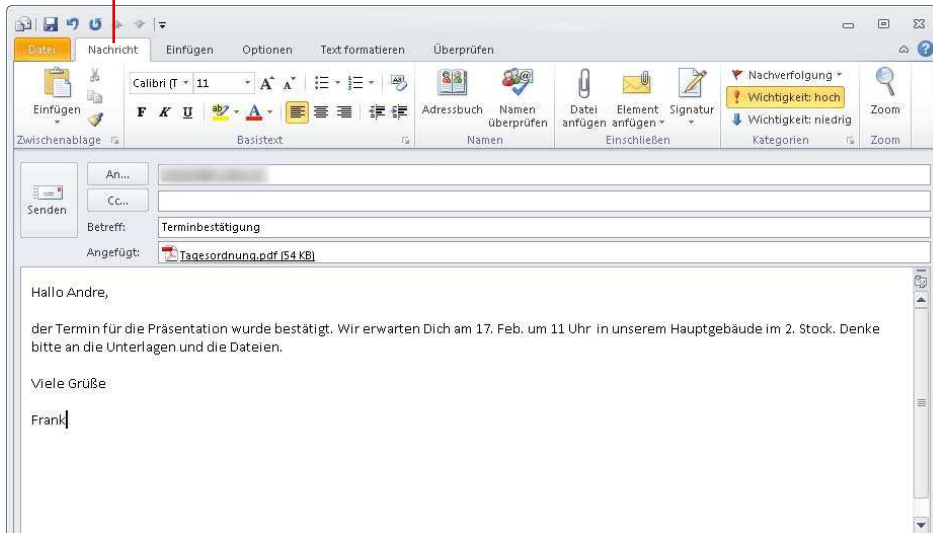 Datei Nachricht Einfügen Optionen Text formatieren Überprüfen
Calibri (T 11
Einfügen
F K U
Adressbuch Namen überprüfen
Datei anfügen Element anfügen Signatur
Nachverfolgung
Wichtigkeit: hoch
Wichtigkeit: niedrig
Zoom
Zwischenablage Basistext Namen Einschließen Kategorien Zoom
Senden
An...
Cc...
Betreff: Terminbestätigung
Angefügt: Tagesordnung.pdf (54 KB)
Hallo Andre,
der Termin für die Präsentation wurde bestätigt. Wir erwarten Dich am 17. Feb. um 11 Uhr in unserem Hauptgebäude im 2. Stock. Denke
bitte an die Unterlagen und die Dateien.
Viele Grüße
Frank